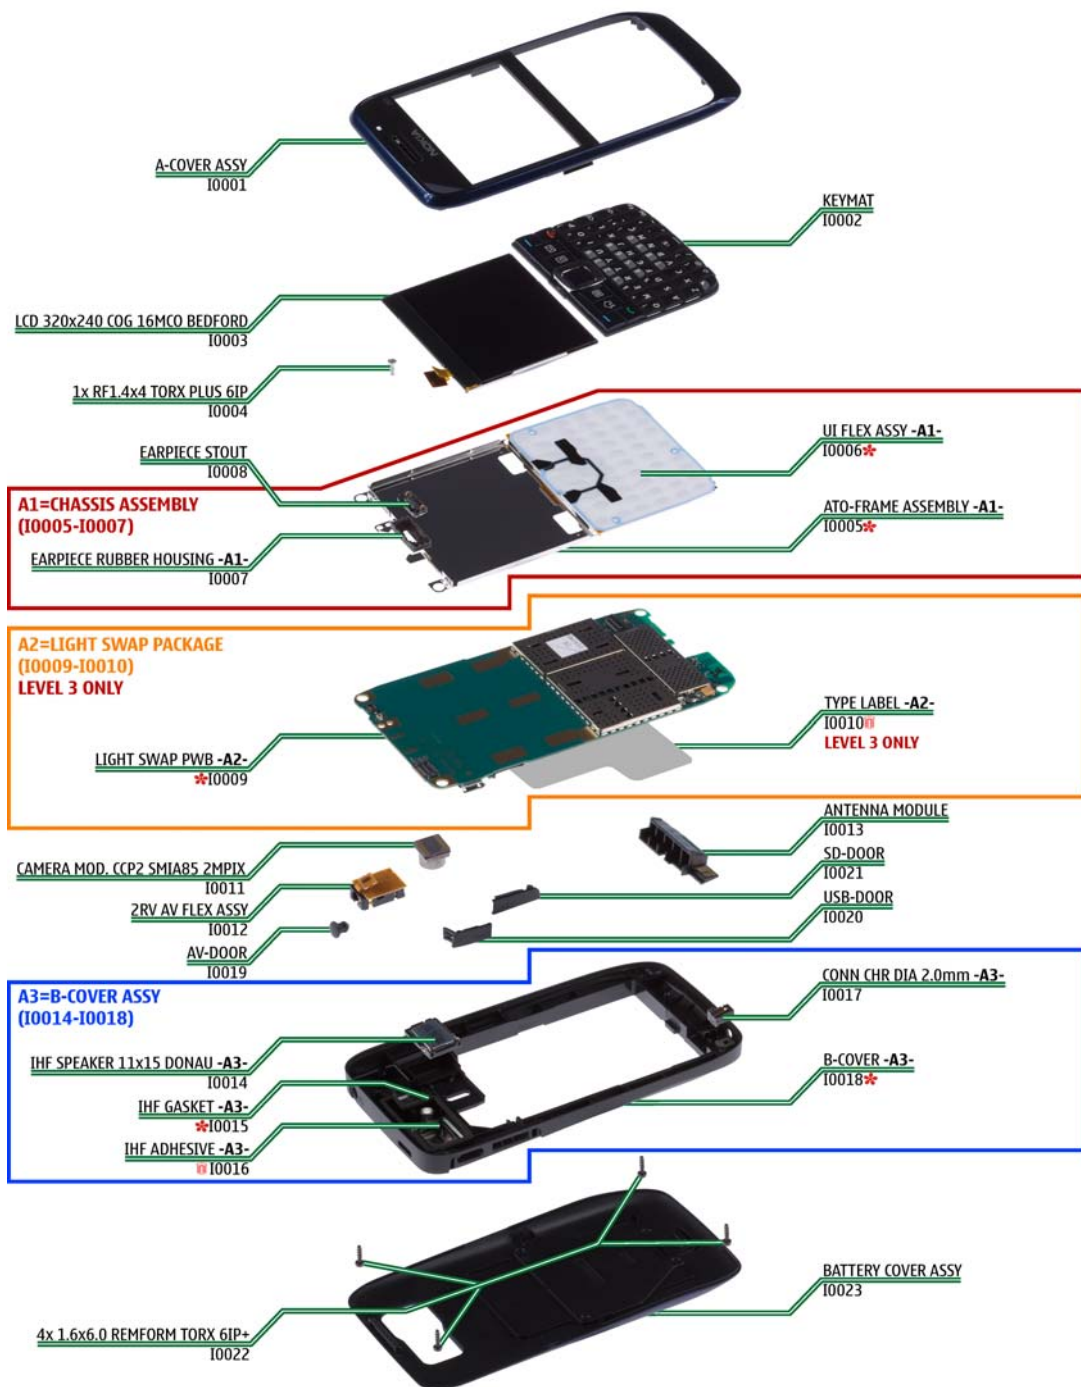 NOKIA
A-COVER ASSY
I0001
KEYMAT
I0002
LCD 320x240 COG 16MCO BEDFORD
I0003
1x RF1.4x4 TORX PLUS 6IP
I0004
EARPIECE STOUT
I0008
UI FLEX ASSY -A1-
I0006*
A1=CHASSIS ASSEMBLY
(I0005-I0007)
ATO-FRAME ASSEMBLY -A1-
I0005*
EARPIECE RUBBER HOUSING -A1-
I0007
A2=LIGHT SWAP PACKAGE
(I0009-I0010)
LEVEL 3 ONLY
TYPE LABEL -A2-
I0010
LEVEL 3 ONLY
LIGHT SWAP PWB -A2-
*I0009
ANTENNA MODULE
I0013
CAMERA MOD. CCP2 SMIA85 2MPIX
I0011
SD-DOOR
I0021
2RV AV FLEX ASSY
I0012
USB-DOOR
I0020
AV-DOOR
I0019
A3=B-COVER ASSY
(I0014-I0018)
CONN CHR DIA 2.0mm -A3-
I0017
IHF SPEAKER 11x15 DONAU -A3-
I0014
B-COVER -A3-
I0018*
IHF GASKET -A3-
*I0015
IHF ADHESIVE -A3-
I0016
BATTERY COVER ASSY
I0023
4x 1.6x6.0 REMFORM TORX 6IP+
I0022